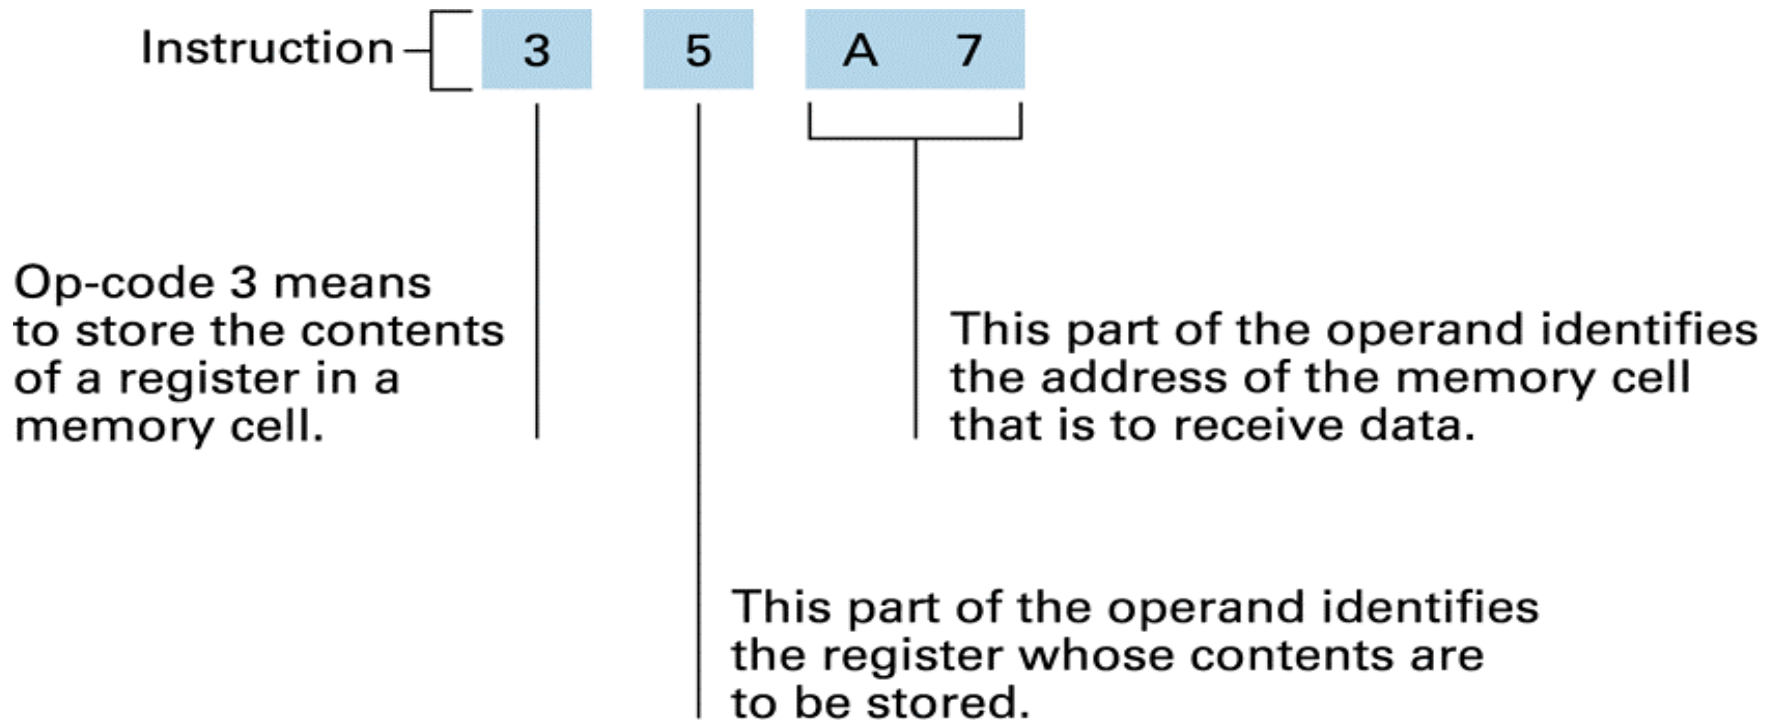 Instruction 3 5 A 7
Op-code 3 means
to store the contents
of a register in a
memory cell.
This part of the operand identifies
the address of the memory cell
that is to receive data.
This part of the operand identifies
the register whose contents are
to be stored.